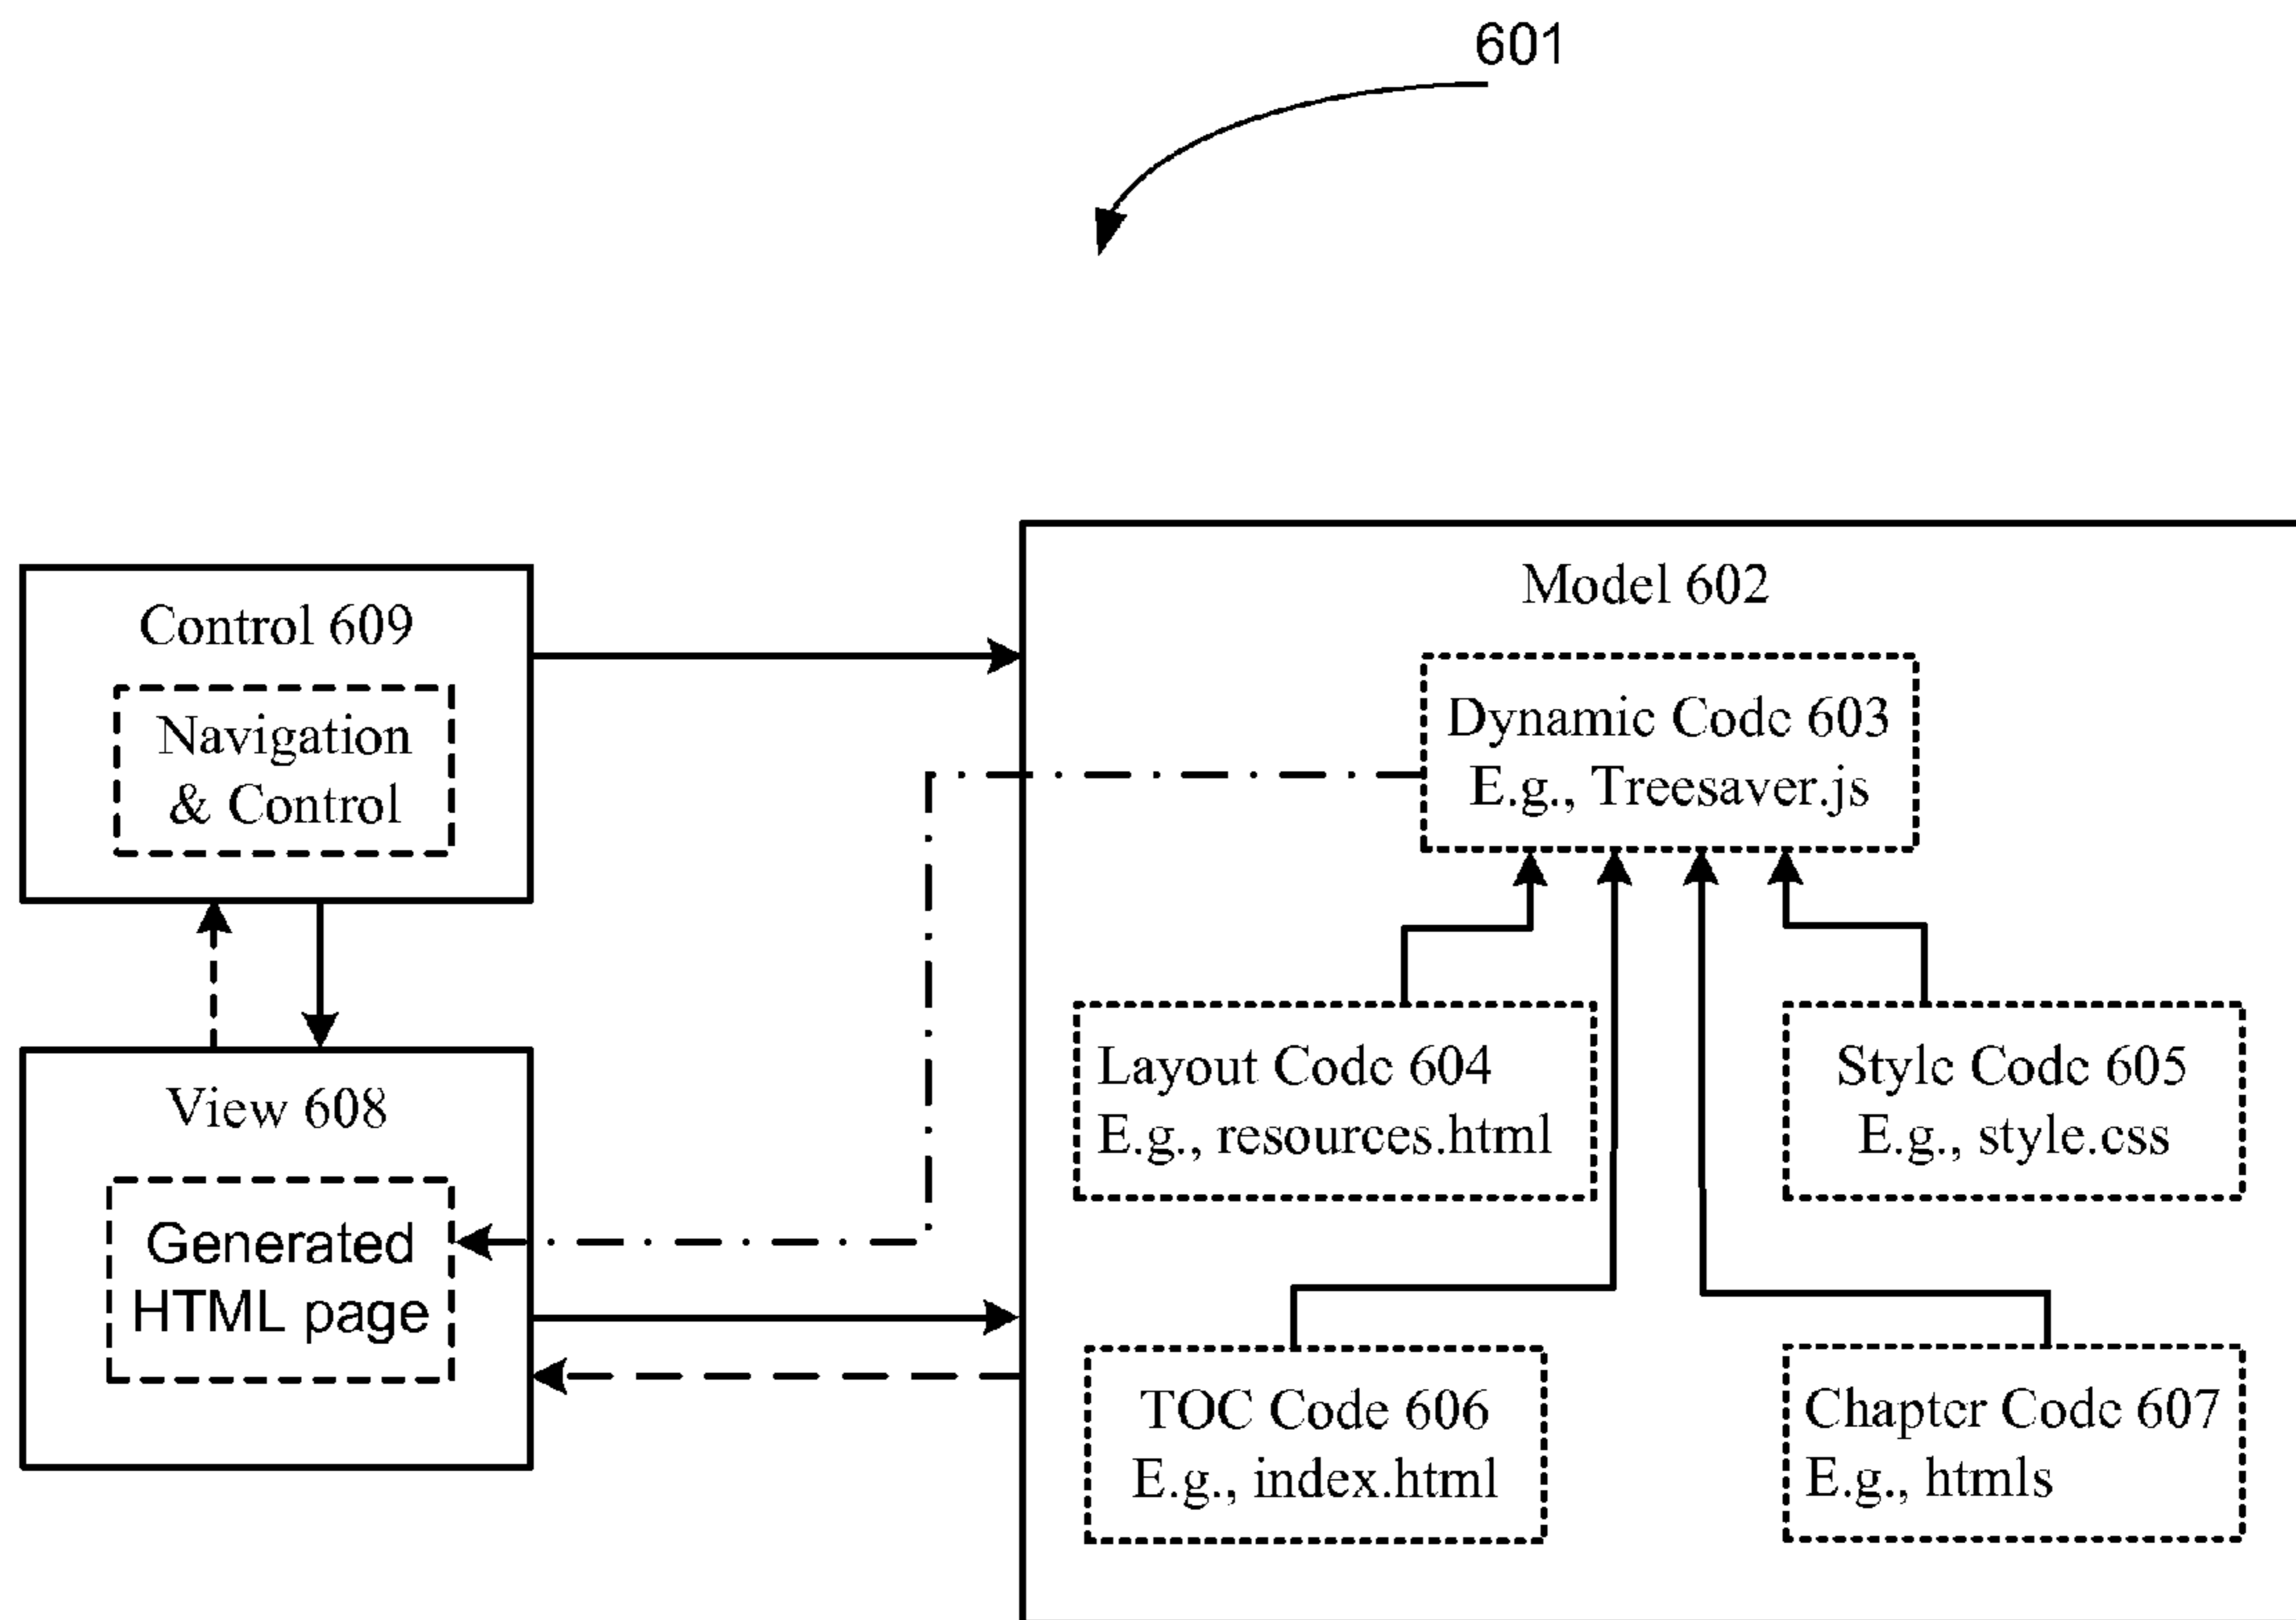 601
Control 609
Navigation
& Control
View 608
Generated
HTML page
Model 602
Dynamic Code 603
E.g., Treesaver.js
Layout Code 604
E.g., resources.html
Style Code 605
E.g., style.css
TOC Code 606
E.g., index.html
Chapter Code 607
E.g., htmls